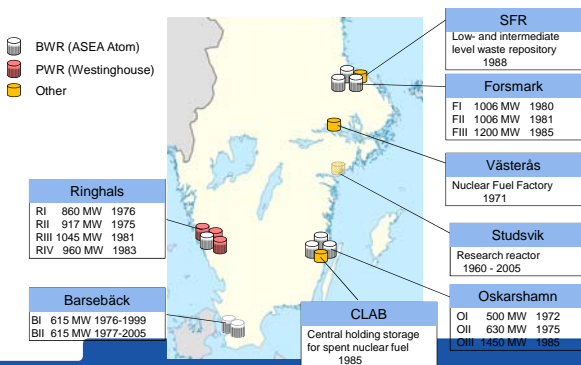 BWR (ASEA Atom)
PWR (Westinghouse)
Other
SFR
Low- and intermediate
level waste repository
1988
Forsmark
FI 1006 MW 1980
FII 1006 MW 1981
FIII 1200 MW 1985
Västerås
Nuclear Fuel Factory
1971
Studsvik
Research reactor
1960 - 2005
Ringhals
RI 860 MW 1976
RII 917 MW 1975
RIII 1045 MW 1981
RIV 960 MW 1983
Barsebäck
BI 615 MW 1976-1999
BII 615 MW 1977-2005
CLAB
Central holding storage
for spent nuclear fuel
1985
Oskarshamn
OI 500 MW 1972
OII 630 MW 1975
OIII 1450 MW 1985